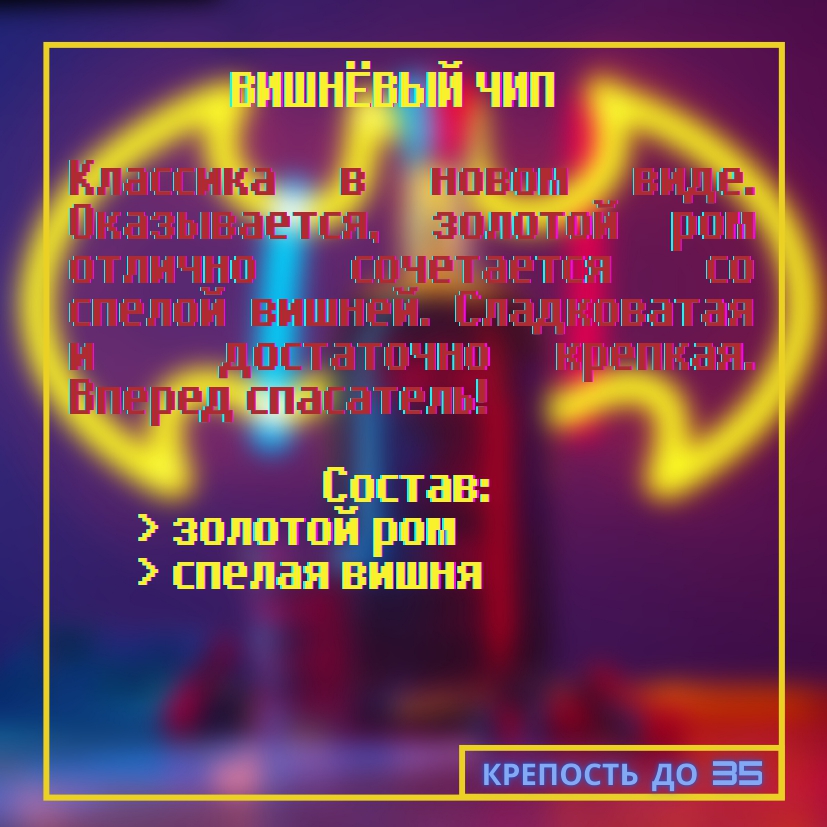 ВИШНЁВЫЙ ЧИП
Классика в новом виде.
Оказывается, золотой ром
отлично сочетается со
спелой вишней. Сладковатая
и достаточно крепкая.
Вперед спасатель!
Состав:
> золотой ром
> спелая вишня
КРЕПОСТЬ ДО 35